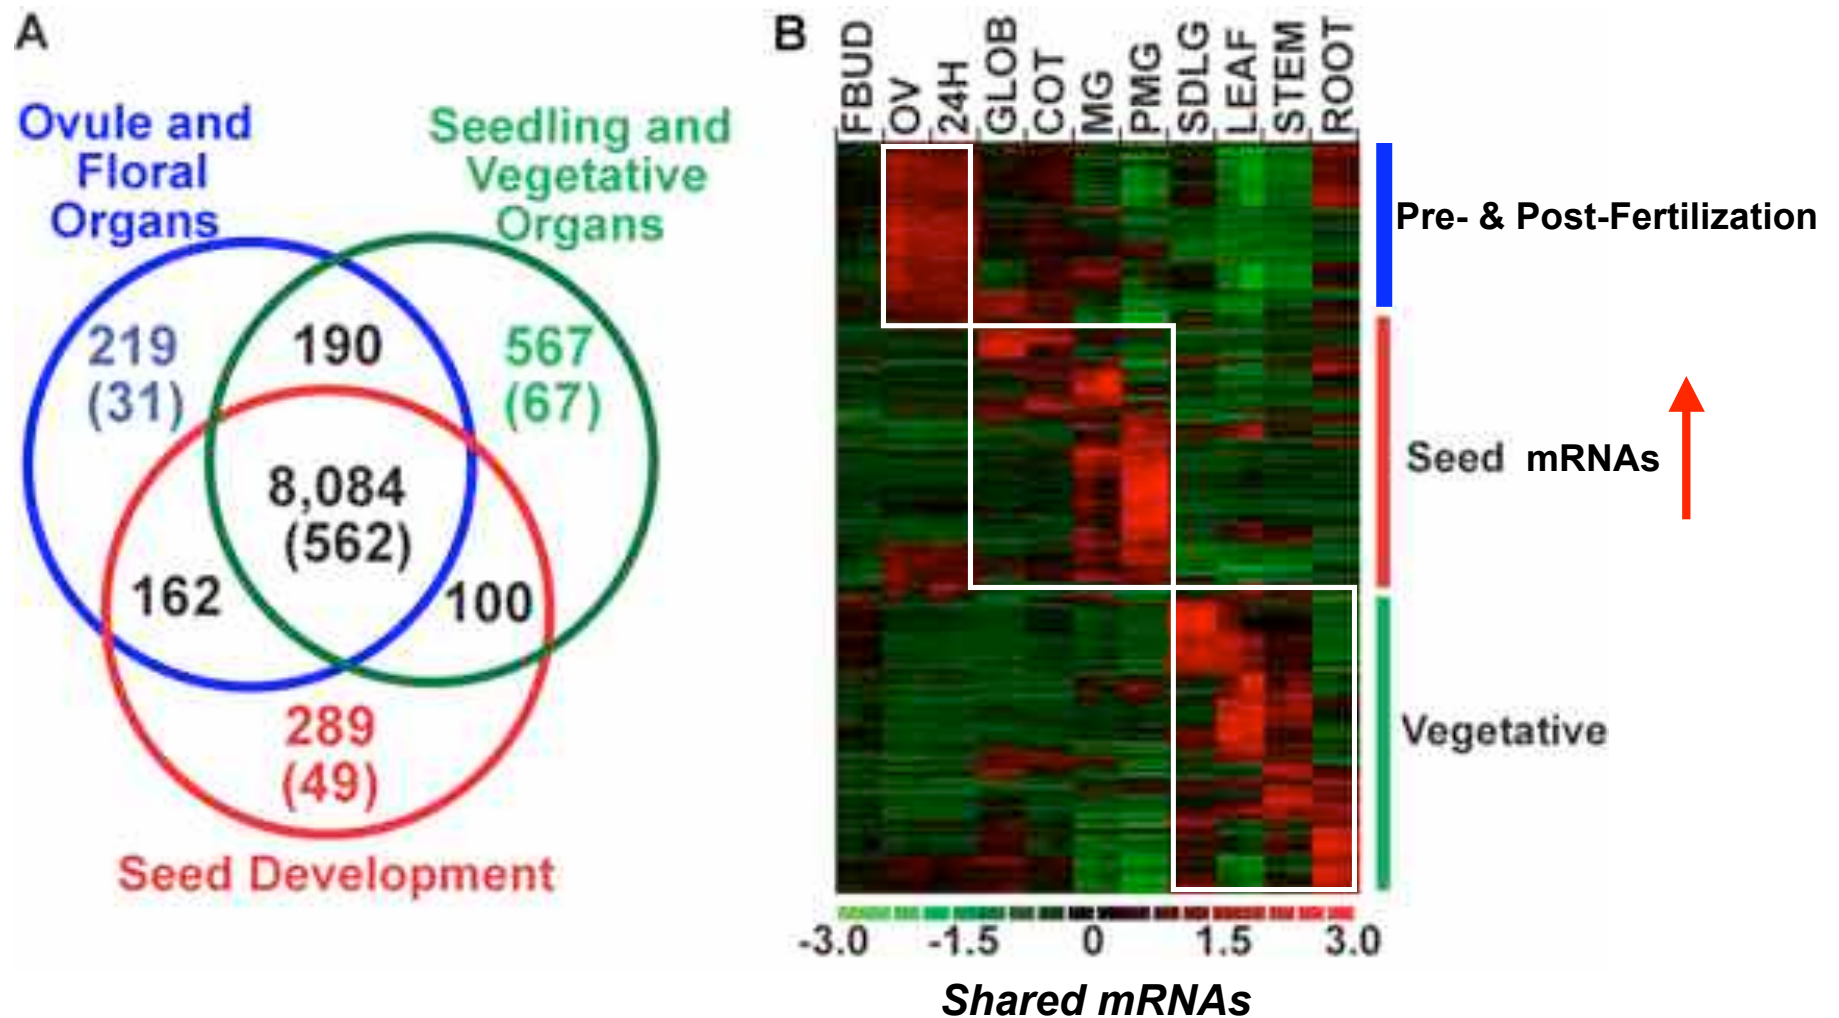 A
Ovule and
Floral
Organs
Seedling and
Vegetative
Organs
219
(31)
190
567
(67)
8,084
(562)
162
100
289
(49)
Seed Development
B
FBUD
OV
24H
GLOB
COT
MG
PMG
SDLG
LEAF
STEM
ROOT
Pre- & Post-Fertilization
Seed mRNAs
Vegetative
-3.0 -1.5 0 1.5 3.0
Shared mRNAs